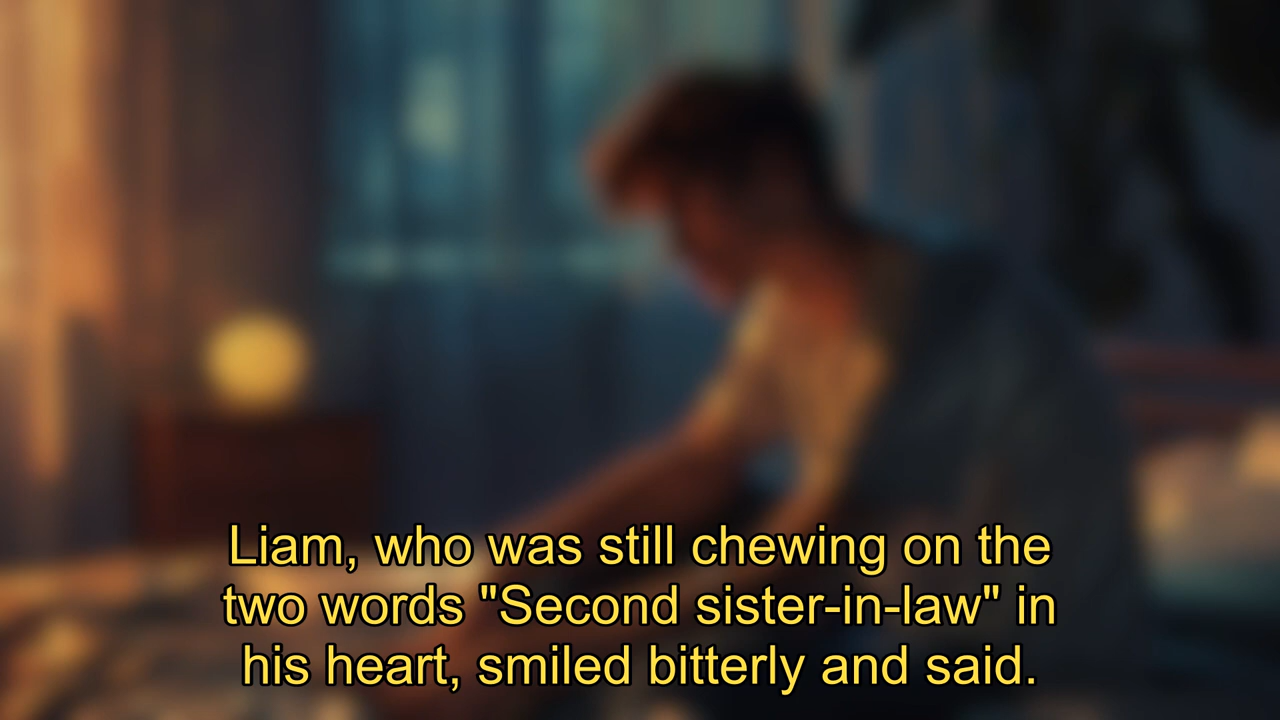 Liam, who was still chewing on the
two words "Second sister-in-law" in
his heart, smiled bitterly and said.